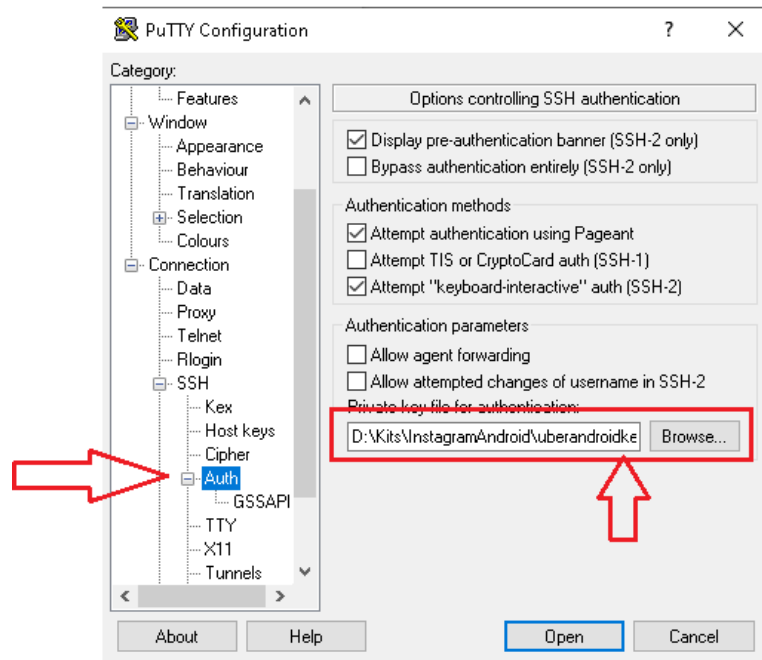 PuTTY Configuration
?
Category:
Features
Window
Appearance
Behaviour
Translation
Selection
Colours
Connection
Data
Proxy
Telnet
Rlogin
SSH
Kex
Host keys
Cipher
Auth
GSSAPI
TTY
X11
Tunnels
Options controlling SSH authentication
Display pre-authentication banner (SSH-2 only)
Bypass authentication entirely (SSH-2 only)
Authentication methods
Attempt authentication using Pageant
Attempt TIS or CryptoCard auth (SSH-1)
Attempt "keyboard-interactive" auth (SSH-2)
Authentication parameters
Allow agent forwarding
Allow attempted changes of username in SSH-2
Private key file for authentication:
D:\Kits\InstagramAndroid\uberandroidke
Browse...
About
Help
Open
Cancel